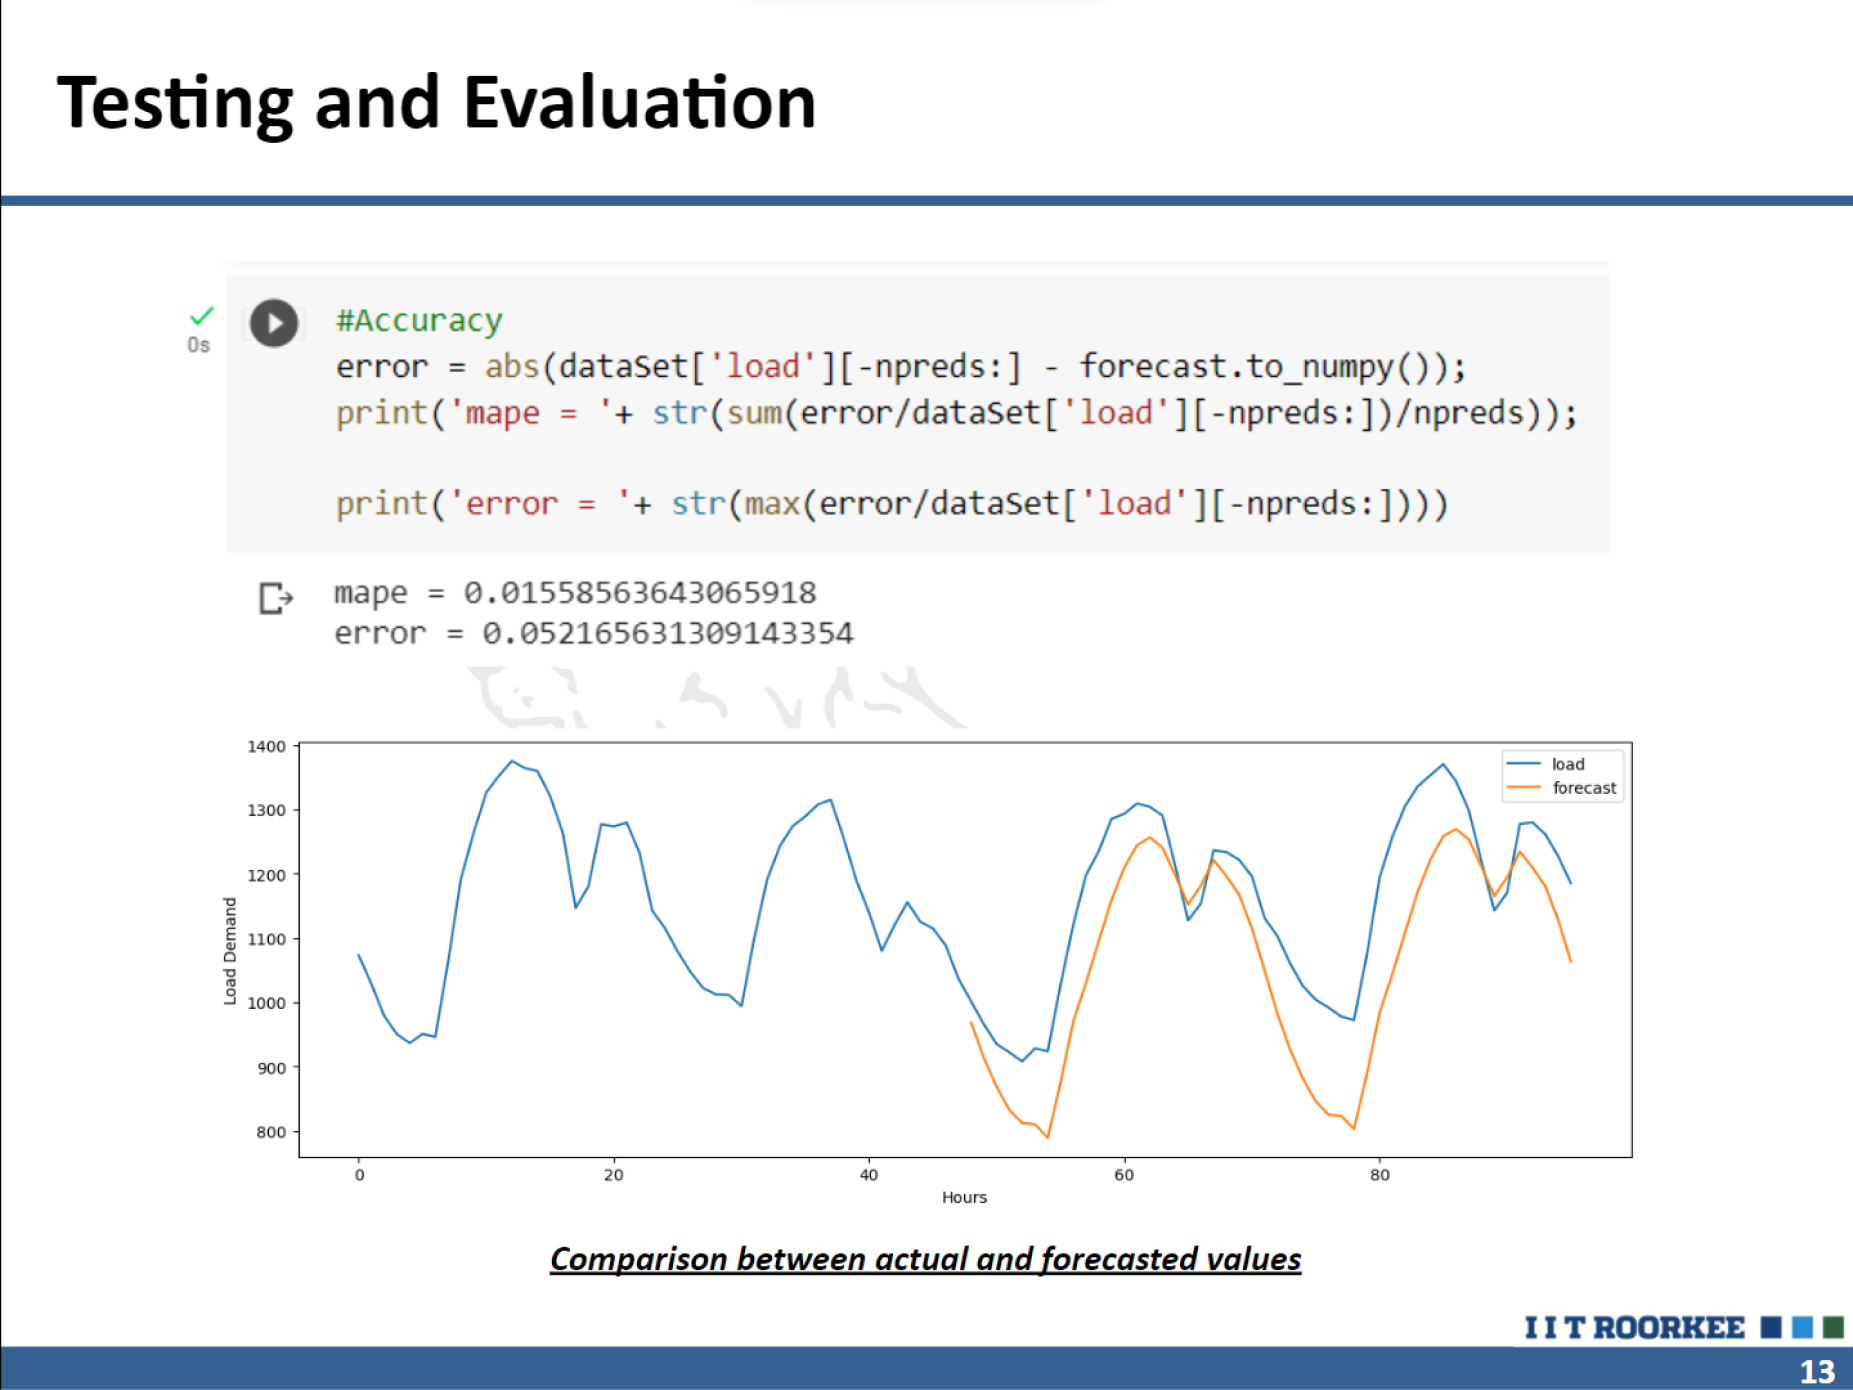 Testing and Evaluation
0s
#Accuracy
error = abs(dataSet['load'][-npreds:] - forecast.to_numpy());
print('mape = '+ str(sum(error/dataSet['load'][-npreds:])/npreds));
print('error = '+ str(max(error/dataSet['load'][-npreds:])))
mape = 0.01558563643065918
error = 0.052165631309143354
1400
1300
1200
1100
1000
900
800
Load Demand
load
forecast
0 20 40 60 80
Hours
Comparison between actual and forecasted values
IIT ROORKEE
13